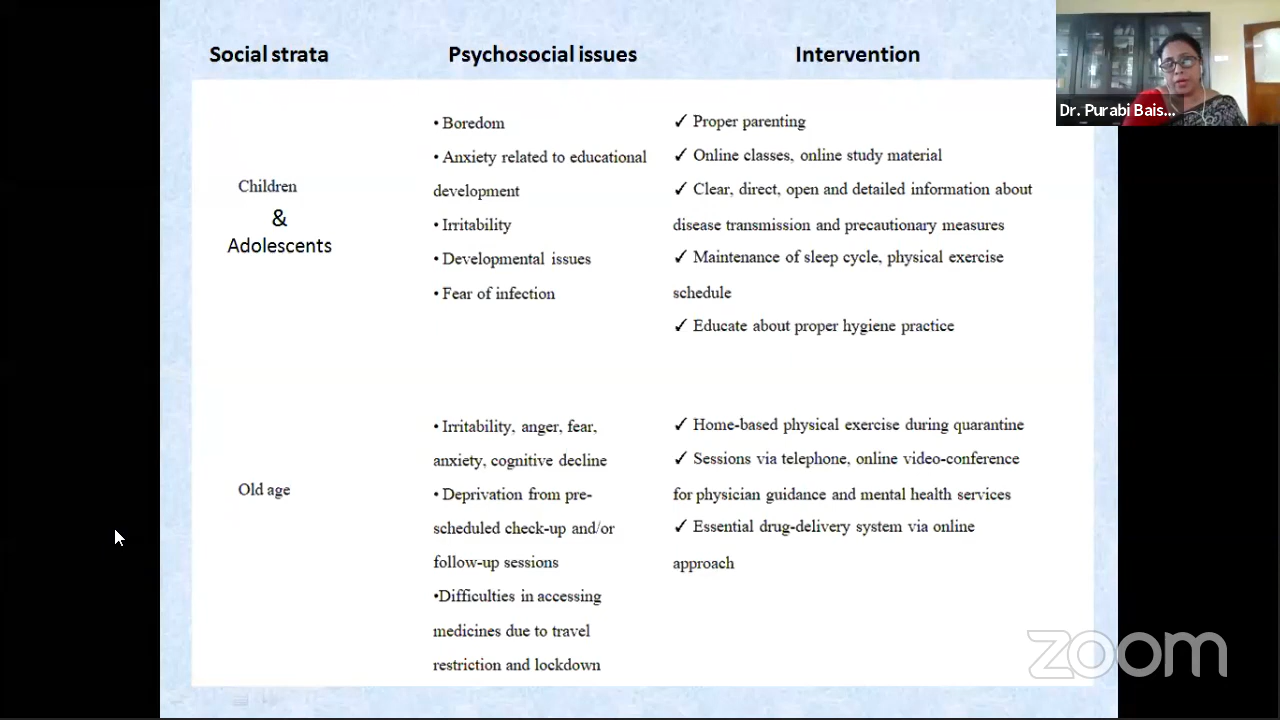 Social strata
Psychosocial issues
Intervention
Children
&
Adolescents
• Boredom
• Anxiety related to educational
development
• Irritability
• Developmental issues
• Fear of infection
✓ Proper parenting
✓ Online classes, online study material
✓ Clear, direct, open and detailed information about
disease transmission and precautionary measures
✓ Maintenance of sleep cycle, physical exercise
schedule
✓ Educate about proper hygiene practice
Old age
• Irritability, anger, fear,
anxiety, cognitive decline
• Deprivation from pre-
scheduled check-up and/or
follow-up sessions
•Difficulties in accessing
medicines due to travel
restriction and lockdown
✓ Home-based physical exercise during quarantine
✓ Sessions via telephone, online video-conference
for physician guidance and mental health services
✓ Essential drug-delivery system via online
approach
Dr. Purabi Bais...
zoom